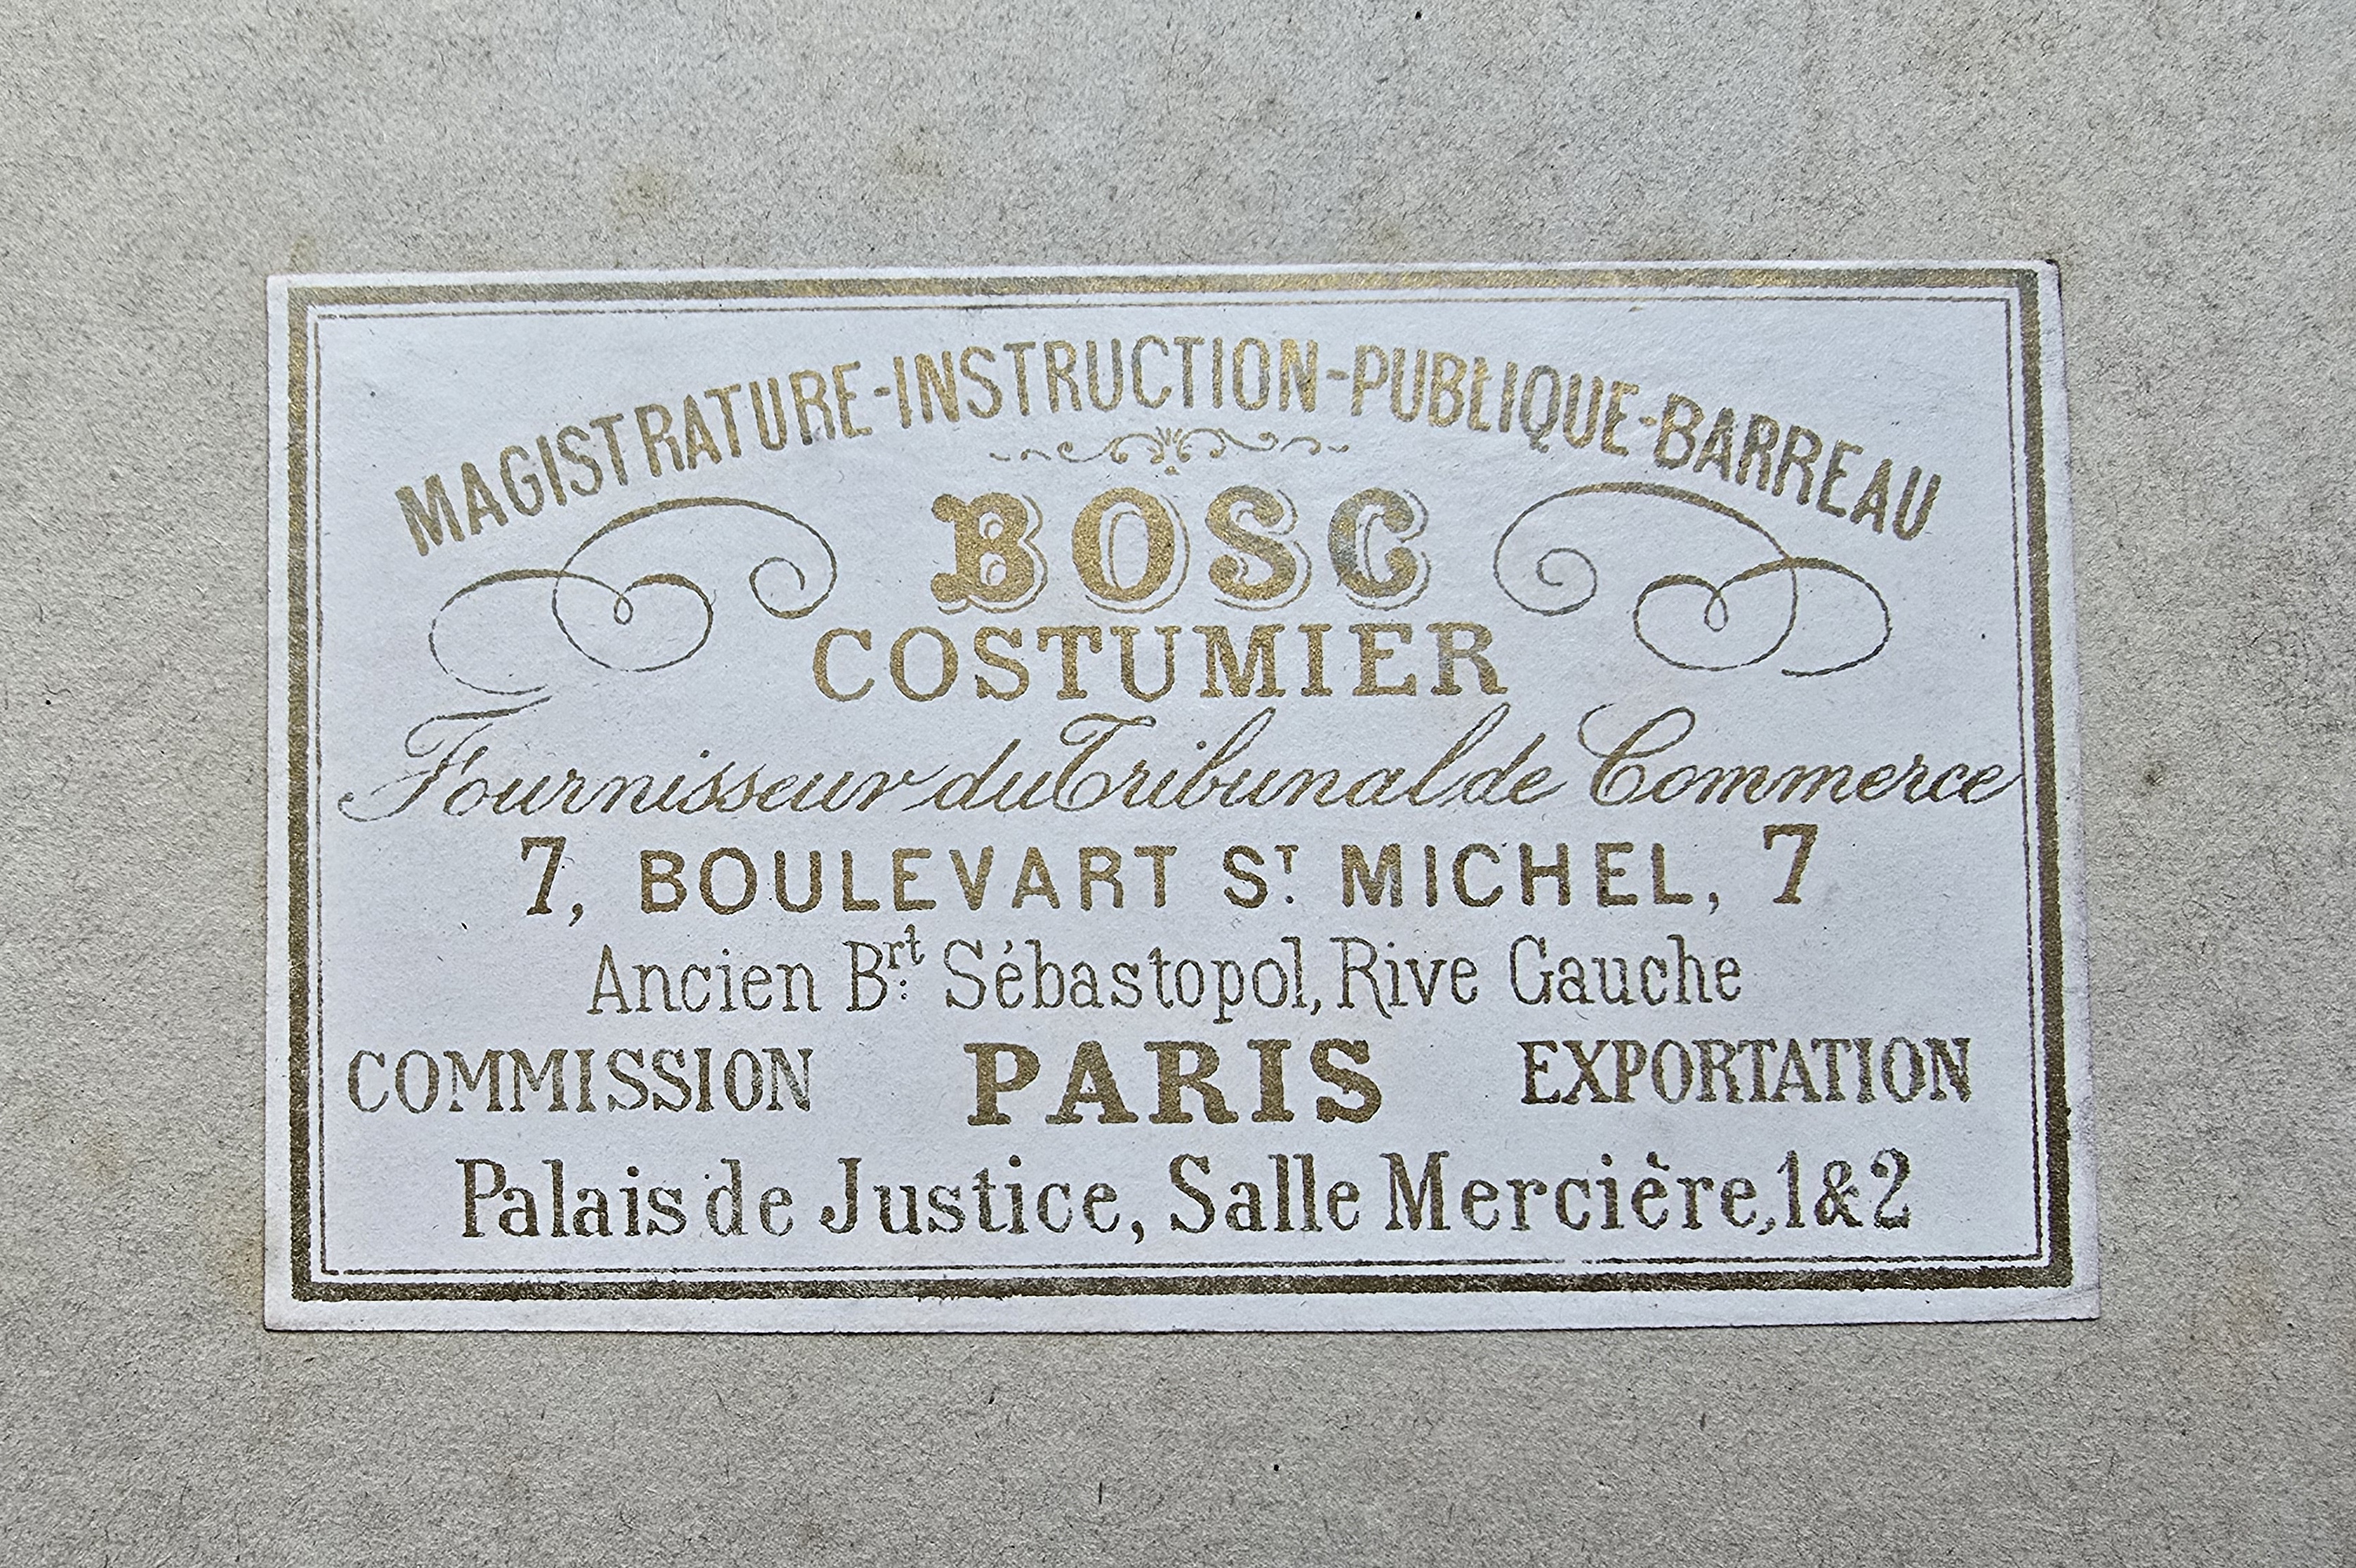 MAGISTRATURE-INSTRUCTION-PUBLIQUE-BARREAU
BOSC
COSTUMIER
Fournisseur du Tribunal de Commerce
7, BOULEVART ST MICHEL, 7
Ancien Brt Sébastopol, Rive Gauche
COMMISSION PARIS EXPORTATION
Palais de Justice, Salle Mercière, 1 & 2